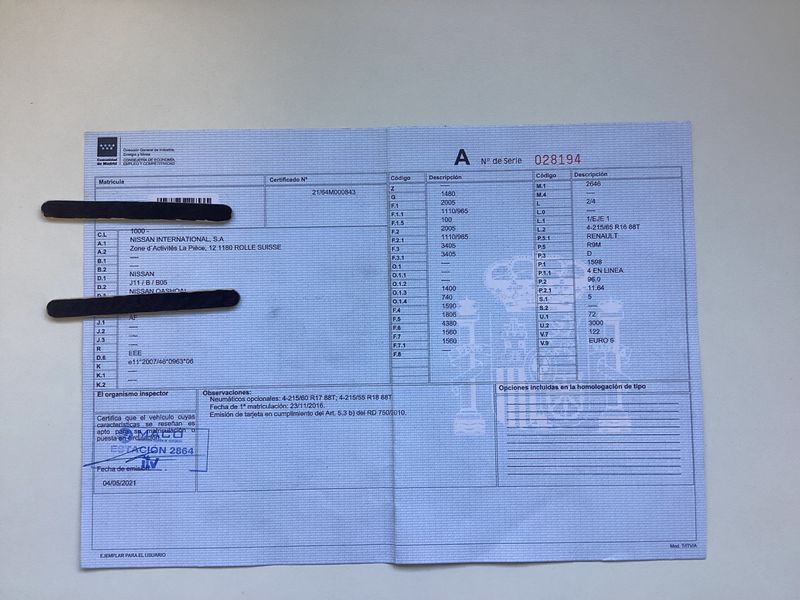 Comunidad
de Madrid
Dirección General de Industria,
Energía y Minas
CONSEJERÍA DE ECONOMÍA,
EMPLEO Y COMPETITIVIDAD
A Nº de Serie 028194
Matrícula
Certificado Nº
21/64M000843
C.L 1000 -
A.1 NISSAN INTERNATIONAL, S.A
A.2 Zone d´Activités La Pièce, 12 1180 ROLLE SUISSE
B.1 ----
B.2 ----
D.1 NISSAN
D.2 J11 / B / B05
NISSAN QASHQAI
AF
J.1 ----
J.2 ----
J.3 ----
R
D.6 EEE
K e11*2007/46*0963*06
K.1 ----
K.2 ----
Código Descripción
Z ----
G 1480
F.1 2005
F.1.1 1110/965
F.1.5 100
F.2 2005
F.2.1 1110/965
F.3 3405
F.3.1 3405
O.1 ----
O.1.1 ----
O.1.2 ----
O.1.3 1400
O.1.4 740
F.4 1590
F.5 1806
F.6 4380
F.7 1560
F.7.1 1560
F.8 ----
Código Descripción
M.1 2646
M.4 ----
L 2/4
L.0 ----
L.1 1/EJE 1
L.2 4-215/65 R16 98T
P.5.1 RENAULT
P.5 R9M
P.3 D
P.1 1598
P.1.1 4 EN LINEA
P.2 96.0
P.2.1 11.64
S.1 5
S.2 ----
U.1 72
U.2 3000
V.7 122
V.9 EURO 6
El organismo inspector
Certifica que el vehículo cuyas
características se reseñan es
apto para su matriculación o
puesta en circulación
MACO
ESTACIÓN 2864
itv
Fecha de emisión
04/05/2021
Observaciones:
Neumáticos opcionales: 4-215/60 R17 88T; 4-215/55 R18 88T
Fecha de 1ª matriculación: 23/11/2016.
Emisión de tarjeta en cumplimiento del Art. 5.3 b) del RD 750/2010.
Opciones incluidas en la homologación de tipo
EJEMPLAR PARA EL USUARIO
Mod. TITV/A